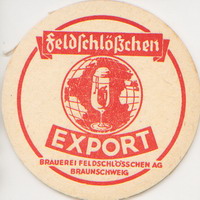 Feldschlößchen
EXPORT
BRAUEREI FELDSCHLÖSSCHEN AG
BRAUNSCHWEIG